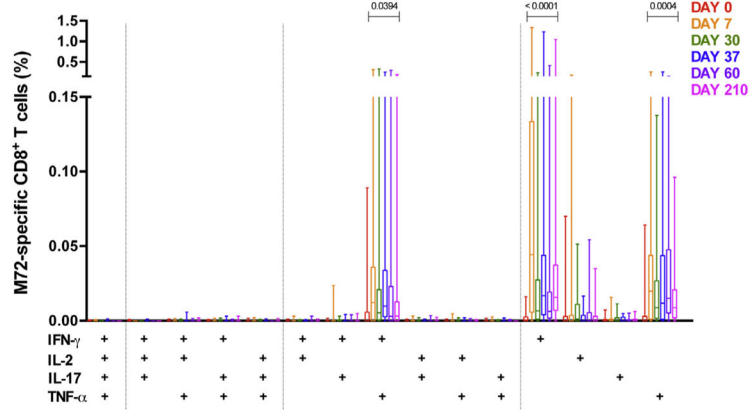 0.0394
< 0.0001
0.0004
DAY 0
DAY 7
DAY 30
DAY 37
DAY 60
DAY 210
M72-specific CD8+ T cells (%)
1.5
1.0
0.5
0.15
0.10
0.05
0.00
IFN-γ + + + + + + + +
IL-2 + + + + + + + +
IL-17 + + + + + + + +
TNF-α + + + + + + + +